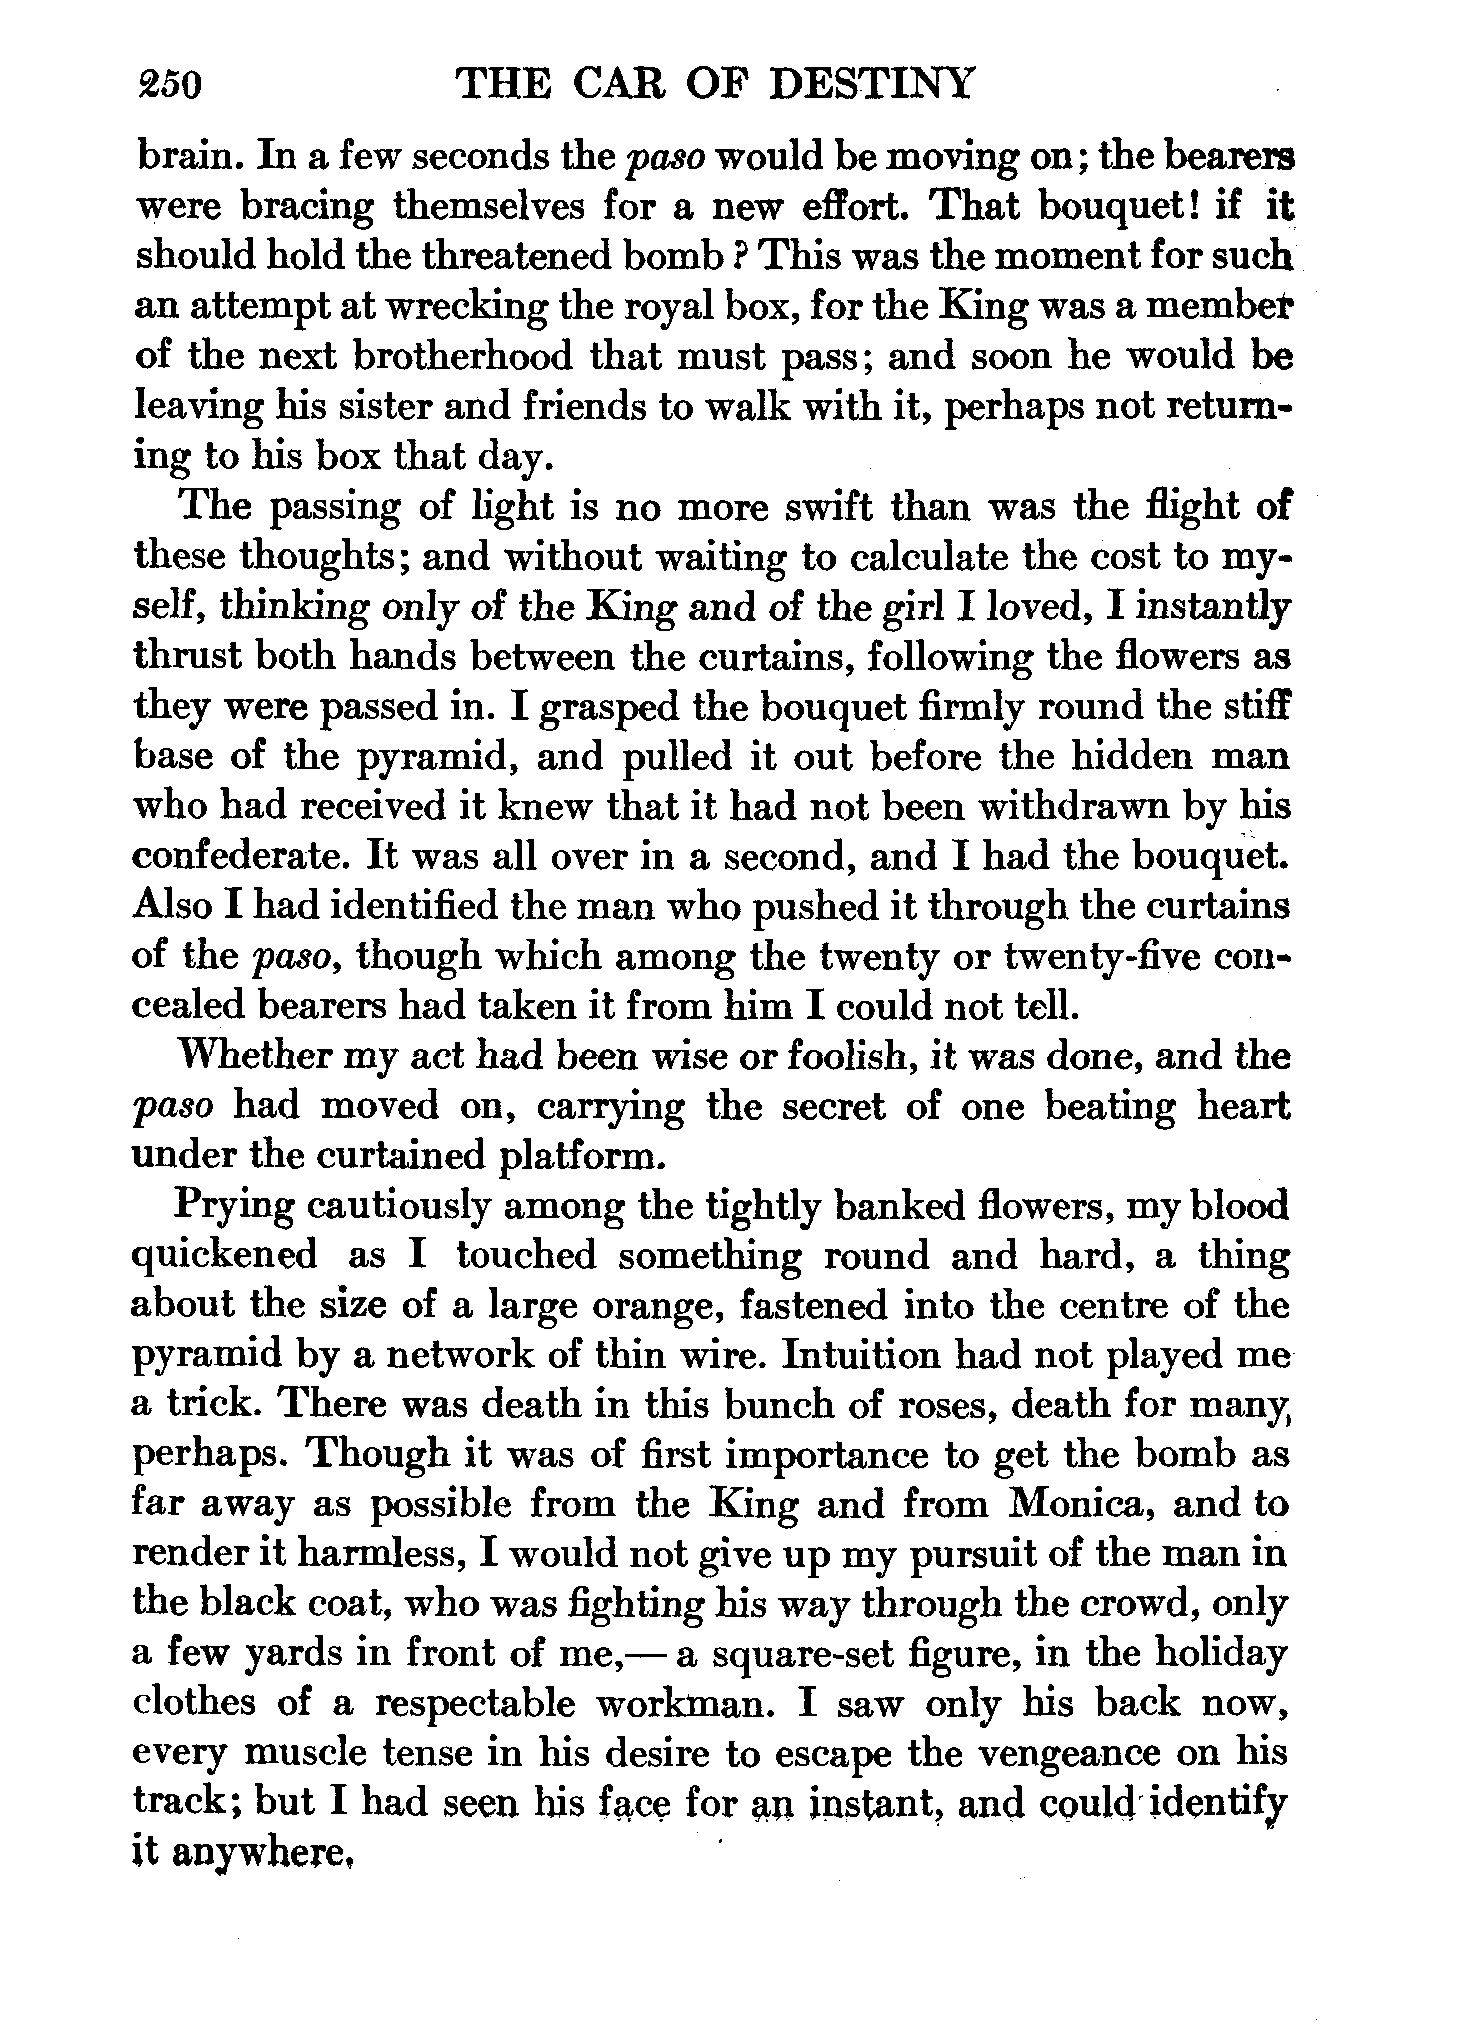 250 THE CAR OF DESTINY
brain. In a few seconds the paso would be moving on; the bearers
were bracing themselves for a new effort. That bouquet! if it
should hold the threatened bomb? This was the moment for such
an attempt at wrecking the royal box, for the King was a member
of the next brotherhood that must pass; and soon he would be
leaving his sister and friends to walk with it, perhaps not return-
ing to his box that day.
The passing of light is no more swift than was the flight of
these thoughts; and without waiting to calculate the cost to my-
self, thinking only of the King and of the girl I loved, I instantly
thrust both hands between the curtains, following the flowers as
they were passed in. I grasped the bouquet firmly round the stiff
base of the pyramid, and pulled it out before the hidden man
who had received it knew that it had not been withdrawn by his
confederate. It was all over in a second, and I had the bouquet.
Also I had identified the man who pushed it through the curtains
of the paso, though which among the twenty or twenty-five con-
cealed bearers had taken it from him I could not tell.
Whether my act had been wise or foolish, it was done, and the
paso had moved on, carrying the secret of one beating heart
under the curtained platform.
Prying cautiously among the tightly banked flowers, my blood
quickened as I touched something round and hard, a thing
about the size of a large orange, fastened into the centre of the
pyramid by a network of thin wire. Intuition had not played me
a trick. There was death in this bunch of roses, death for many,
perhaps. Though it was of first importance to get the bomb as
far away as possible from the King and from Monica, and to
render it harmless, I would not give up my pursuit of the man in
the black coat, who was fighting his way through the crowd, only
a few yards in front of me,— a square-set figure, in the holiday
clothes of a respectable workman. I saw only his back now,
every muscle tense in his desire to escape the vengeance on his
track; but I had seen his face for an instant, and could identify
it anywhere.